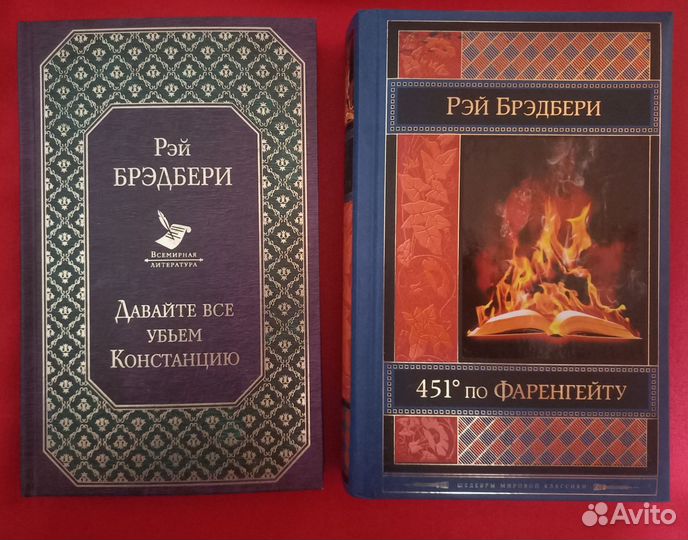 Рэй
БРЭДБЕРИ
Всемирная
литература
Давайте все
убьем
Констанцию
Рэй Брэдбери
451° по Фаренгейту
ШЕДЕВРЫ МИРОВОЙ КЛАССИКИ
Avito